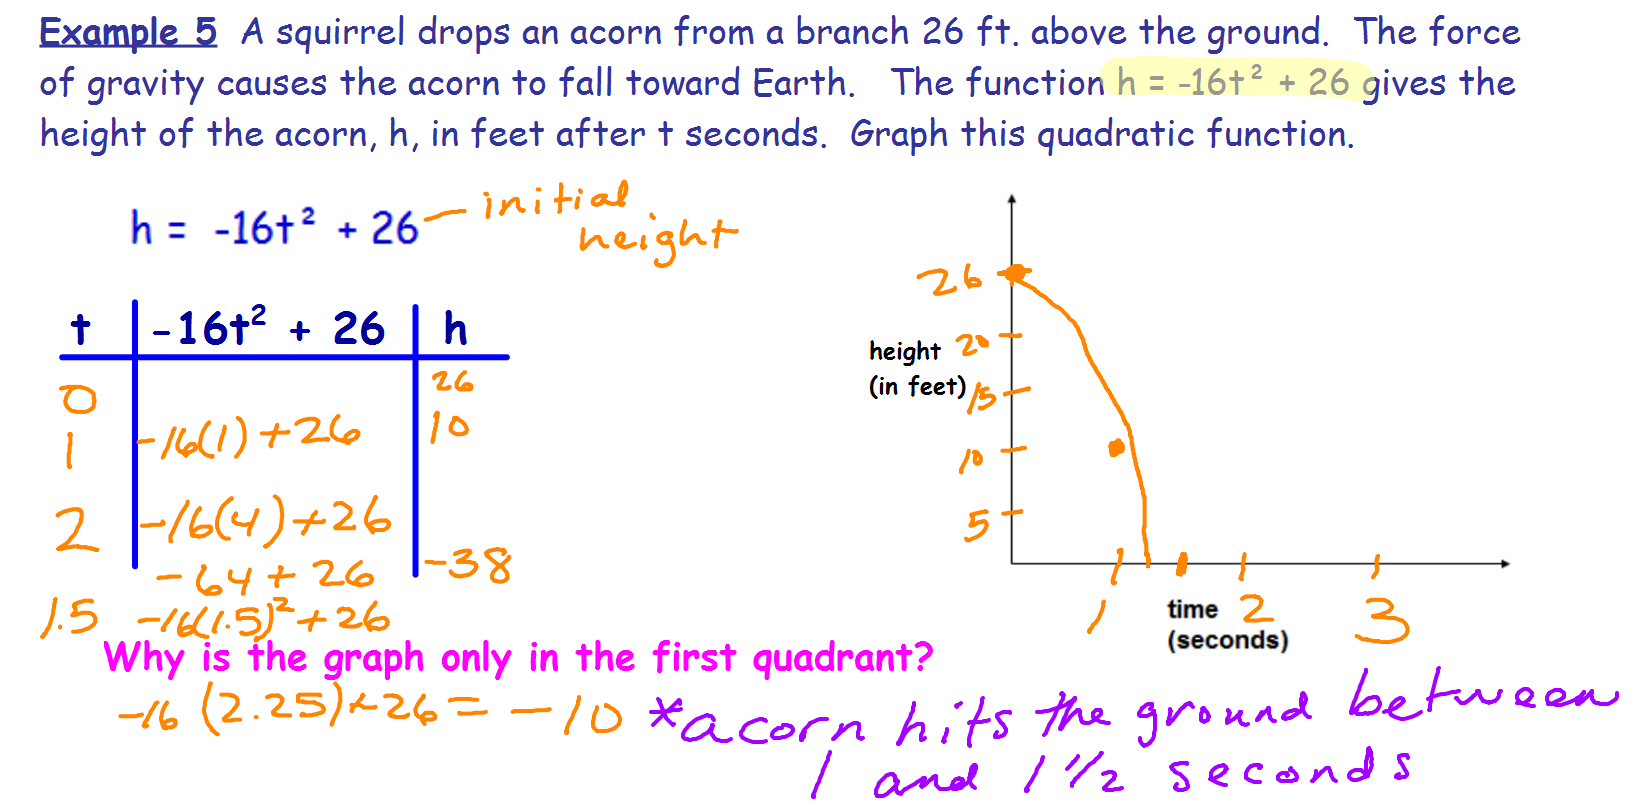 Example 5 A squirrel drops an acorn from a branch 26 ft. above the ground. The force
of gravity causes the acorn to fall toward Earth. The function h = -16t² + 26 gives the
height of the acorn, h, in feet after t seconds. Graph this quadratic function.
h = -16t² + 26 — initial
height
t -16t² + 26 h
0 26
1 -16(1) +26 10
2 -16(4)+26
-64 + 26 -38
1.5 -16(1.5)²+26
Why is the graph only in the first quadrant?
-16 (2.25)+26 = -10
26
20
height
(in feet)
15
10
5
1 2 3
time
(seconds)
*acorn hits the ground between
1 and 1 1/2 seconds